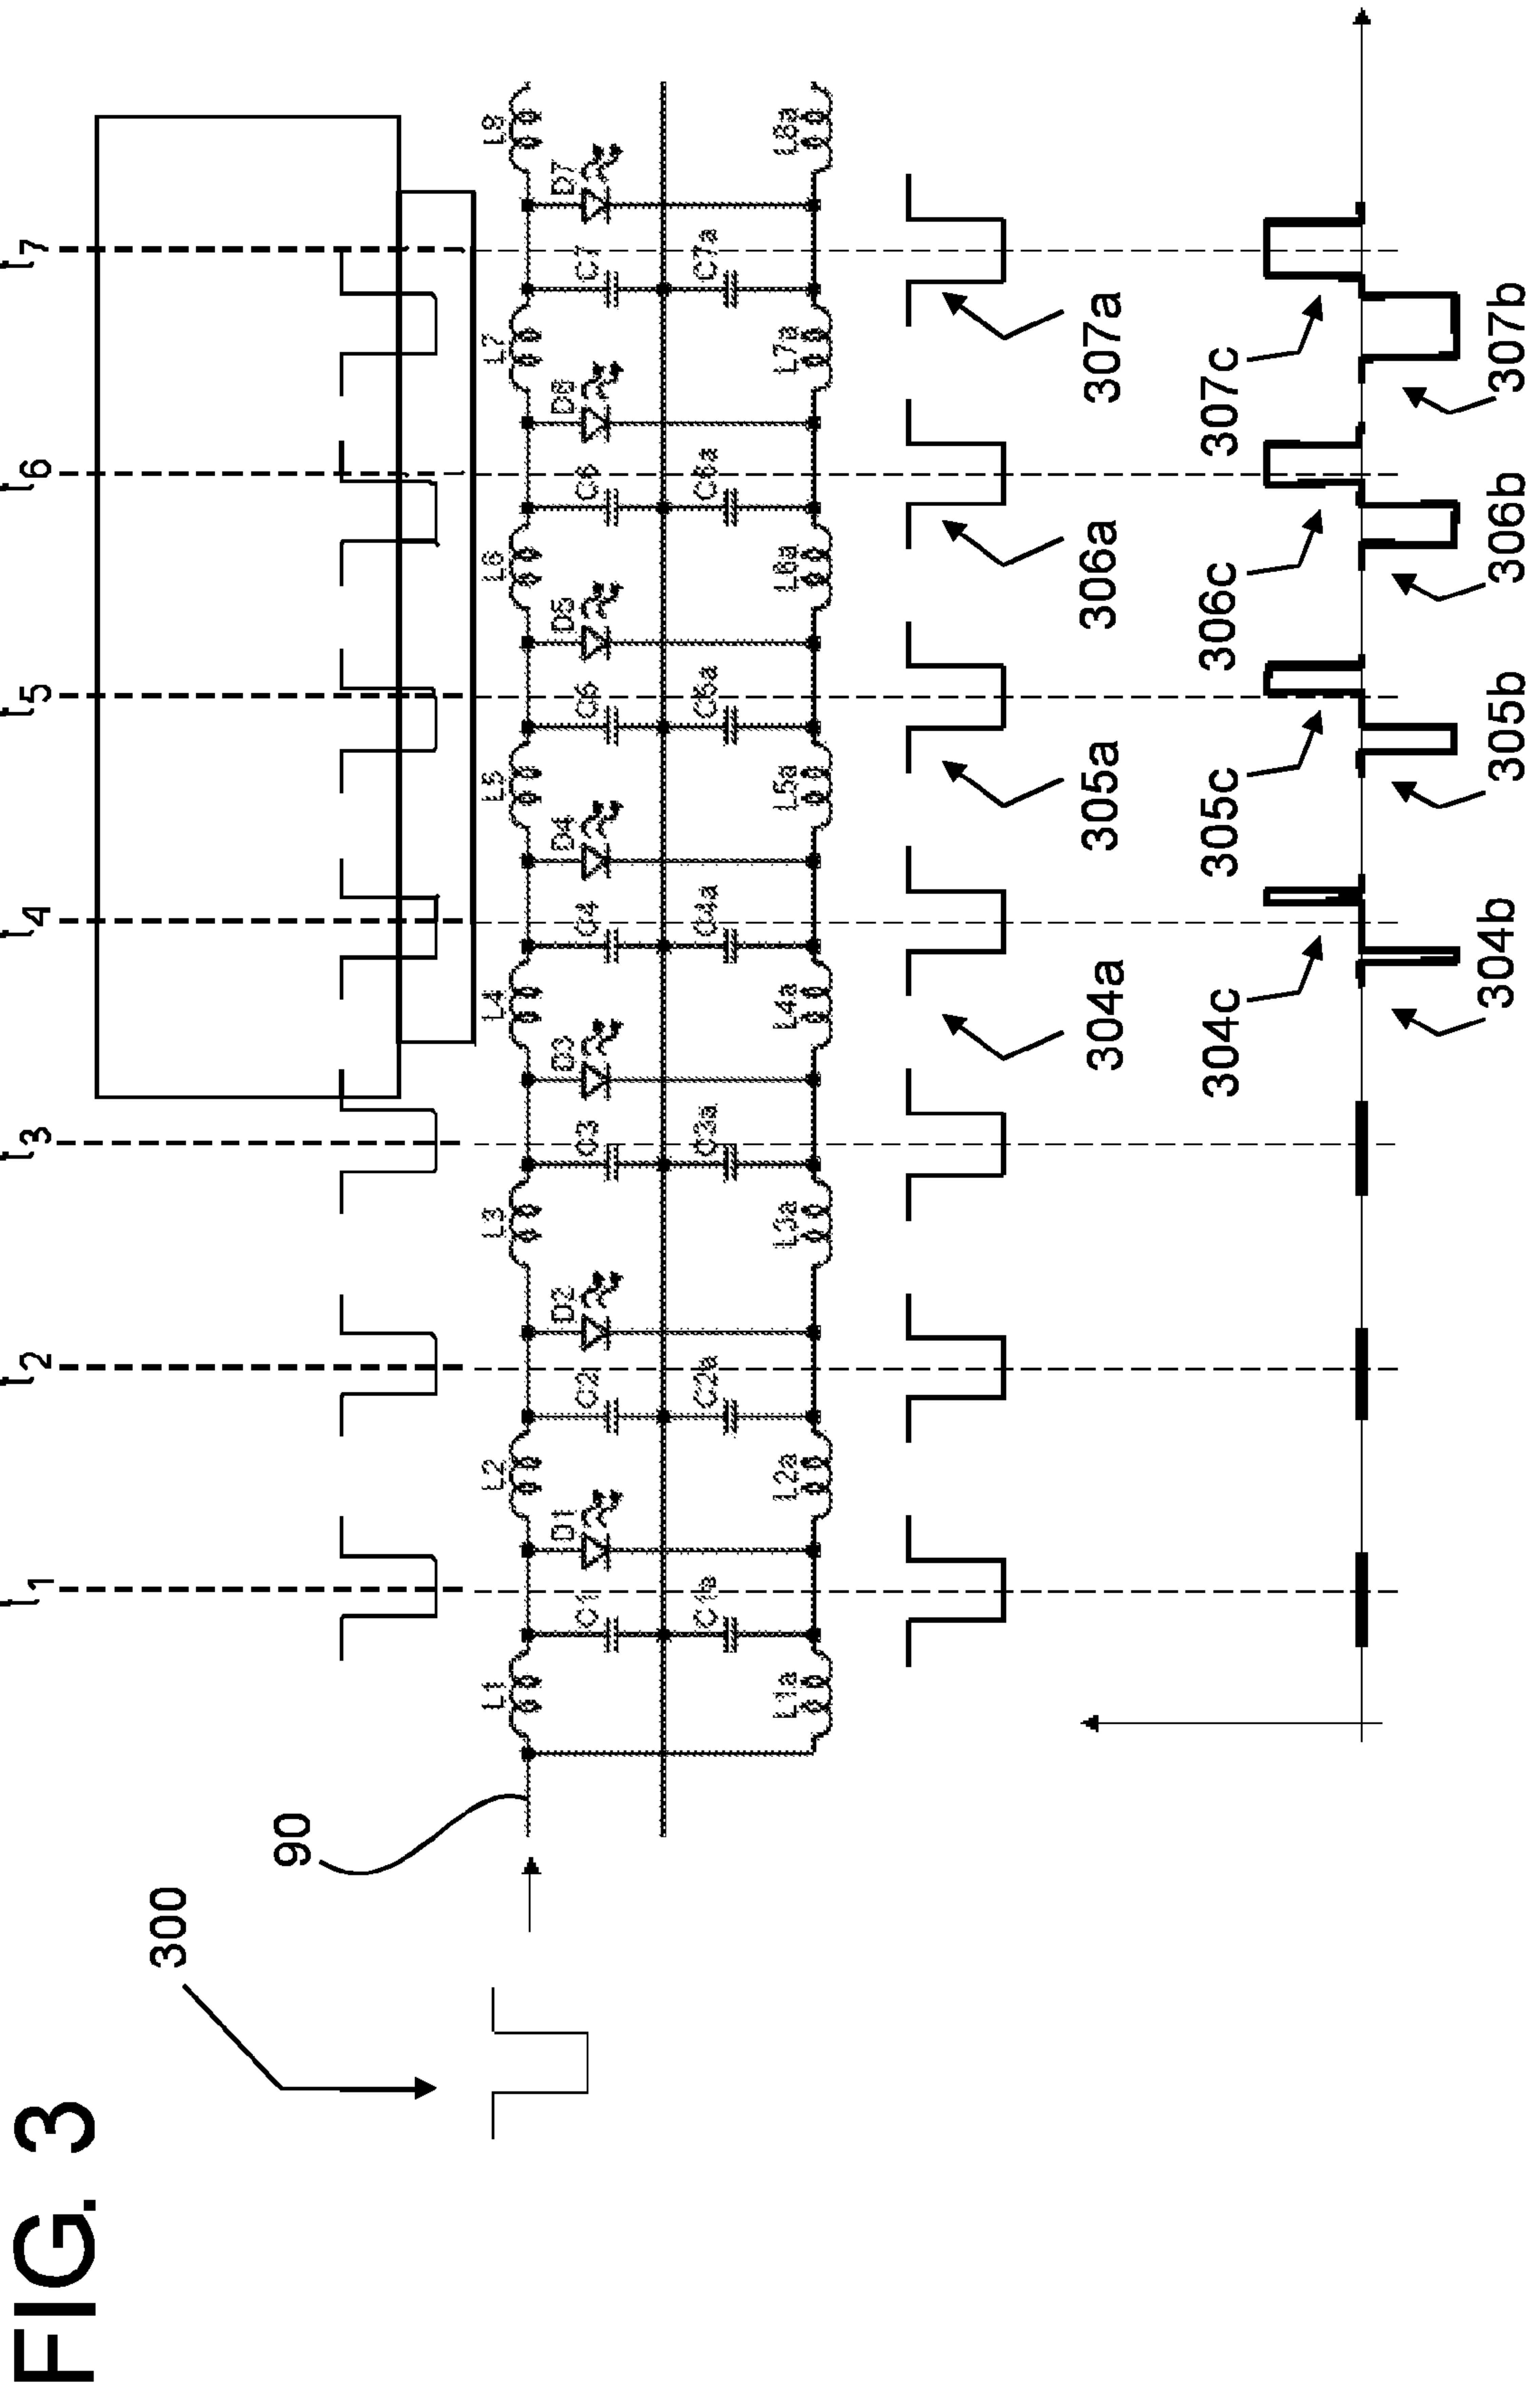 FIG. 3
300
90
t1 t2 t3 t4 t5 t6 t7
L1 L2 L3 L4 L5 L6 L7 L8
D1 D2 D3 D4 D5 D6 D7
C1 C2 C3 C4 C5 C6 C7
C1a C2a C3a C4a C5a C6a C7a
L1a L2a L3a L4a L5a L6a L7a L8a
304a 305a 306a 307a
304c 305c 306c 307c
304b 305b 306b 307b